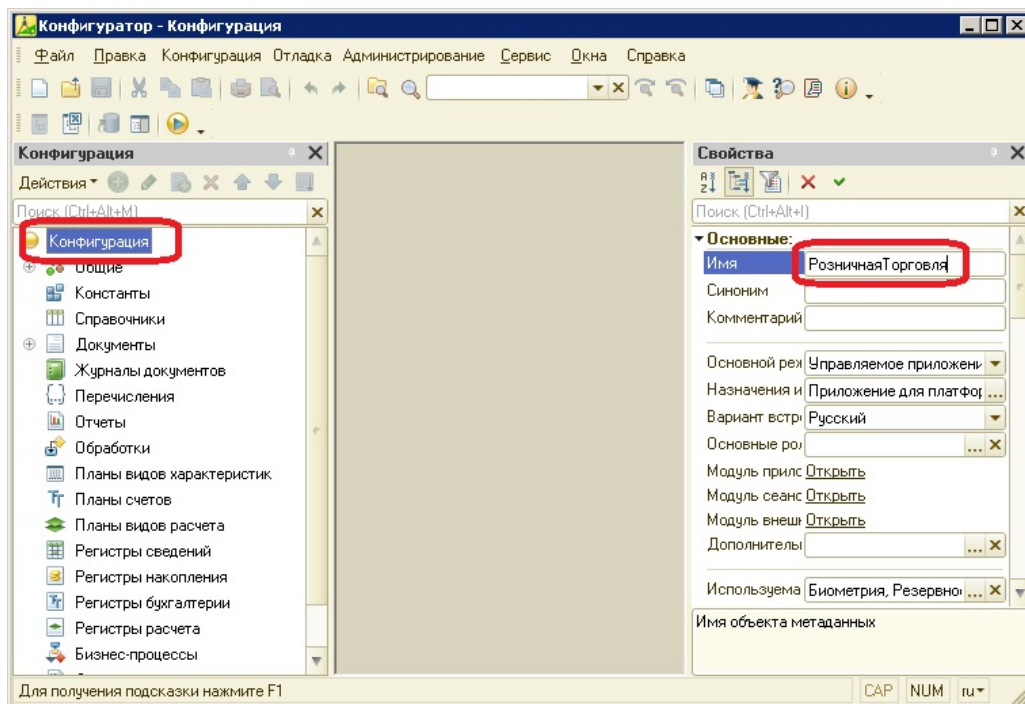 Конфигуратор - Конфигурация
Файл Правка Конфигурация Отладка Администрирование Сервис Окна Справка
Конфигурация
Действия
Поиск (Ctrl+Alt+M)
Конфигурация
Общие
Константы
Справочники
Документы
Журналы документов
Перечисления
Отчеты
Обработки
Планы видов характеристик
Планы счетов
Планы видов расчета
Регистры сведений
Регистры накопления
Регистры бухгалтерии
Регистры расчета
Бизнес-процессы
Свойства
Поиск (Ctrl+Alt+I)
Основные:
Имя РозничнаяТорговля
Синоним
Комментарий
Основной реж Управляемое приложени
Назначения и Приложение для платфор ...
Вариант встр Русский
Основные рол ...
Модуль прил Открыть
Модуль сеанс Открыть
Модуль внеш Открыть
Дополнителы ...
Используема Биометрия, Резервно ...
Имя объекта метаданных
Для получения подсказки нажмите F1
CAP NUM ru